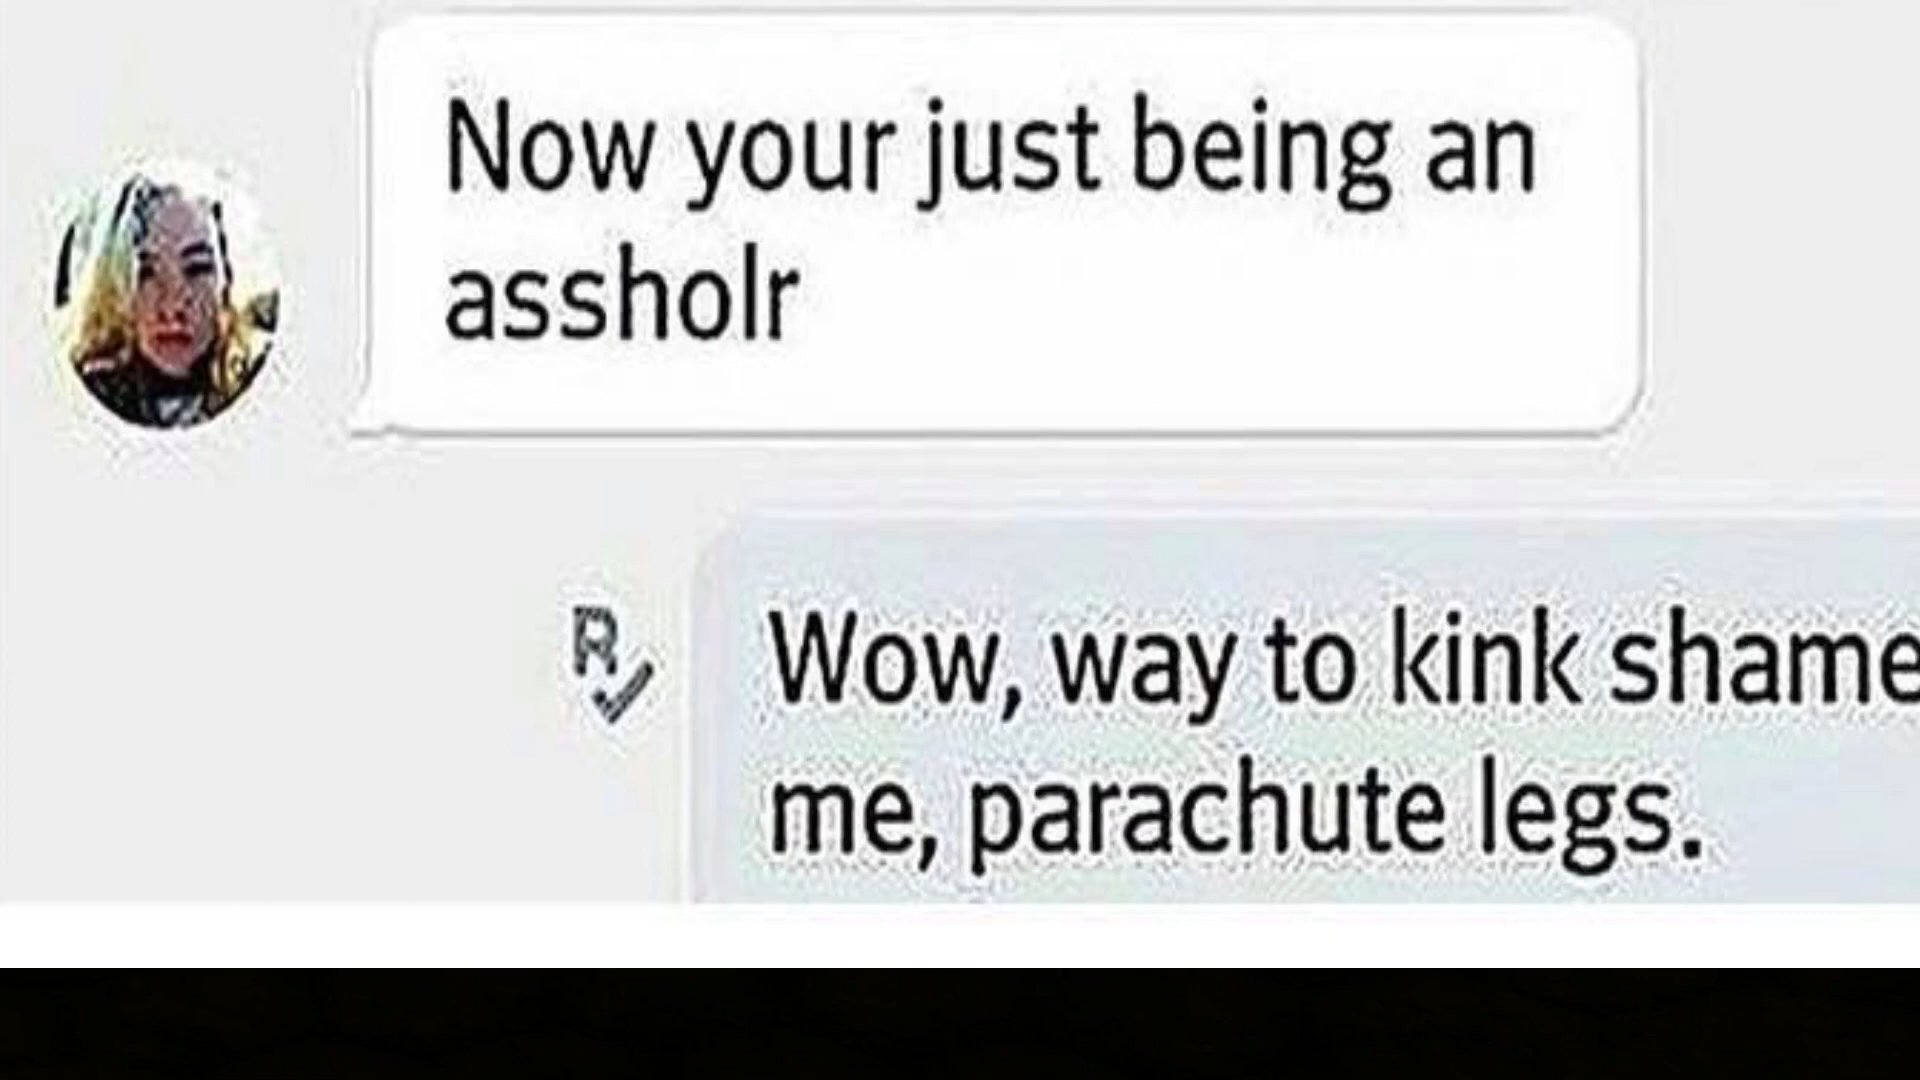 Now your just being an
assholr
R
Wow, way to kink shame
me, parachute legs.